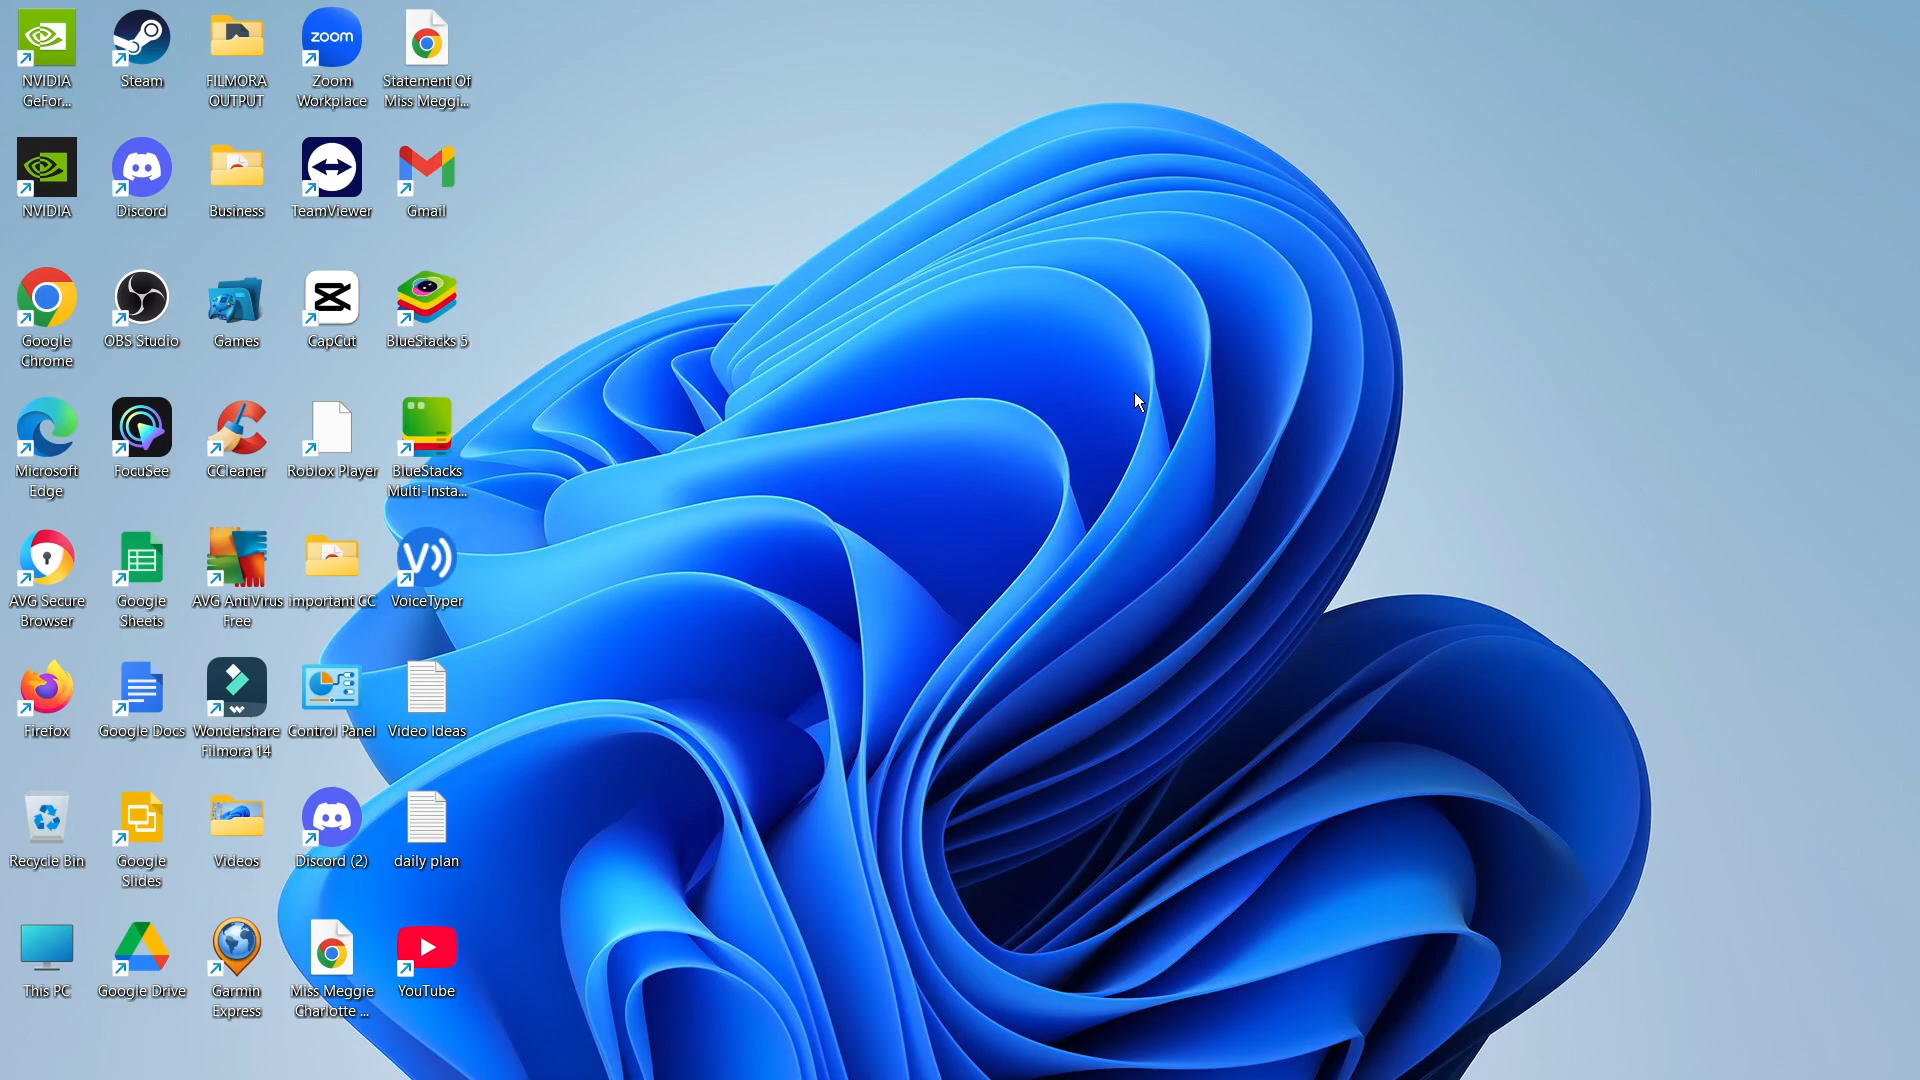 NVIDIA
GeFor...
Steam
FILMORA
OUTPUT
zoom
Zoom
Workplace
Statement Of
Miss Meggi...
NVIDIA
Discord
Business
TeamViewer
Gmail
Google
Chrome
OBS Studio
Games
CapCut
BlueStacks 5
Microsoft
Edge
FocuSee
CCleaner
Roblox Player
BlueStacks
Multi-Insta...
AVG Secure
Browser
Google
Sheets
AVG AntiVirus
Free
important CC
V))
VoiceTyper
Firefox
Google Docs
Wondershare
Filmora 14
Control Panel
Video Ideas
Recycle Bin
Google
Slides
Videos
Discord (2)
daily plan
This PC
Google Drive
Garmin
Express
Miss Meggie
Charlotte ...
YouTube